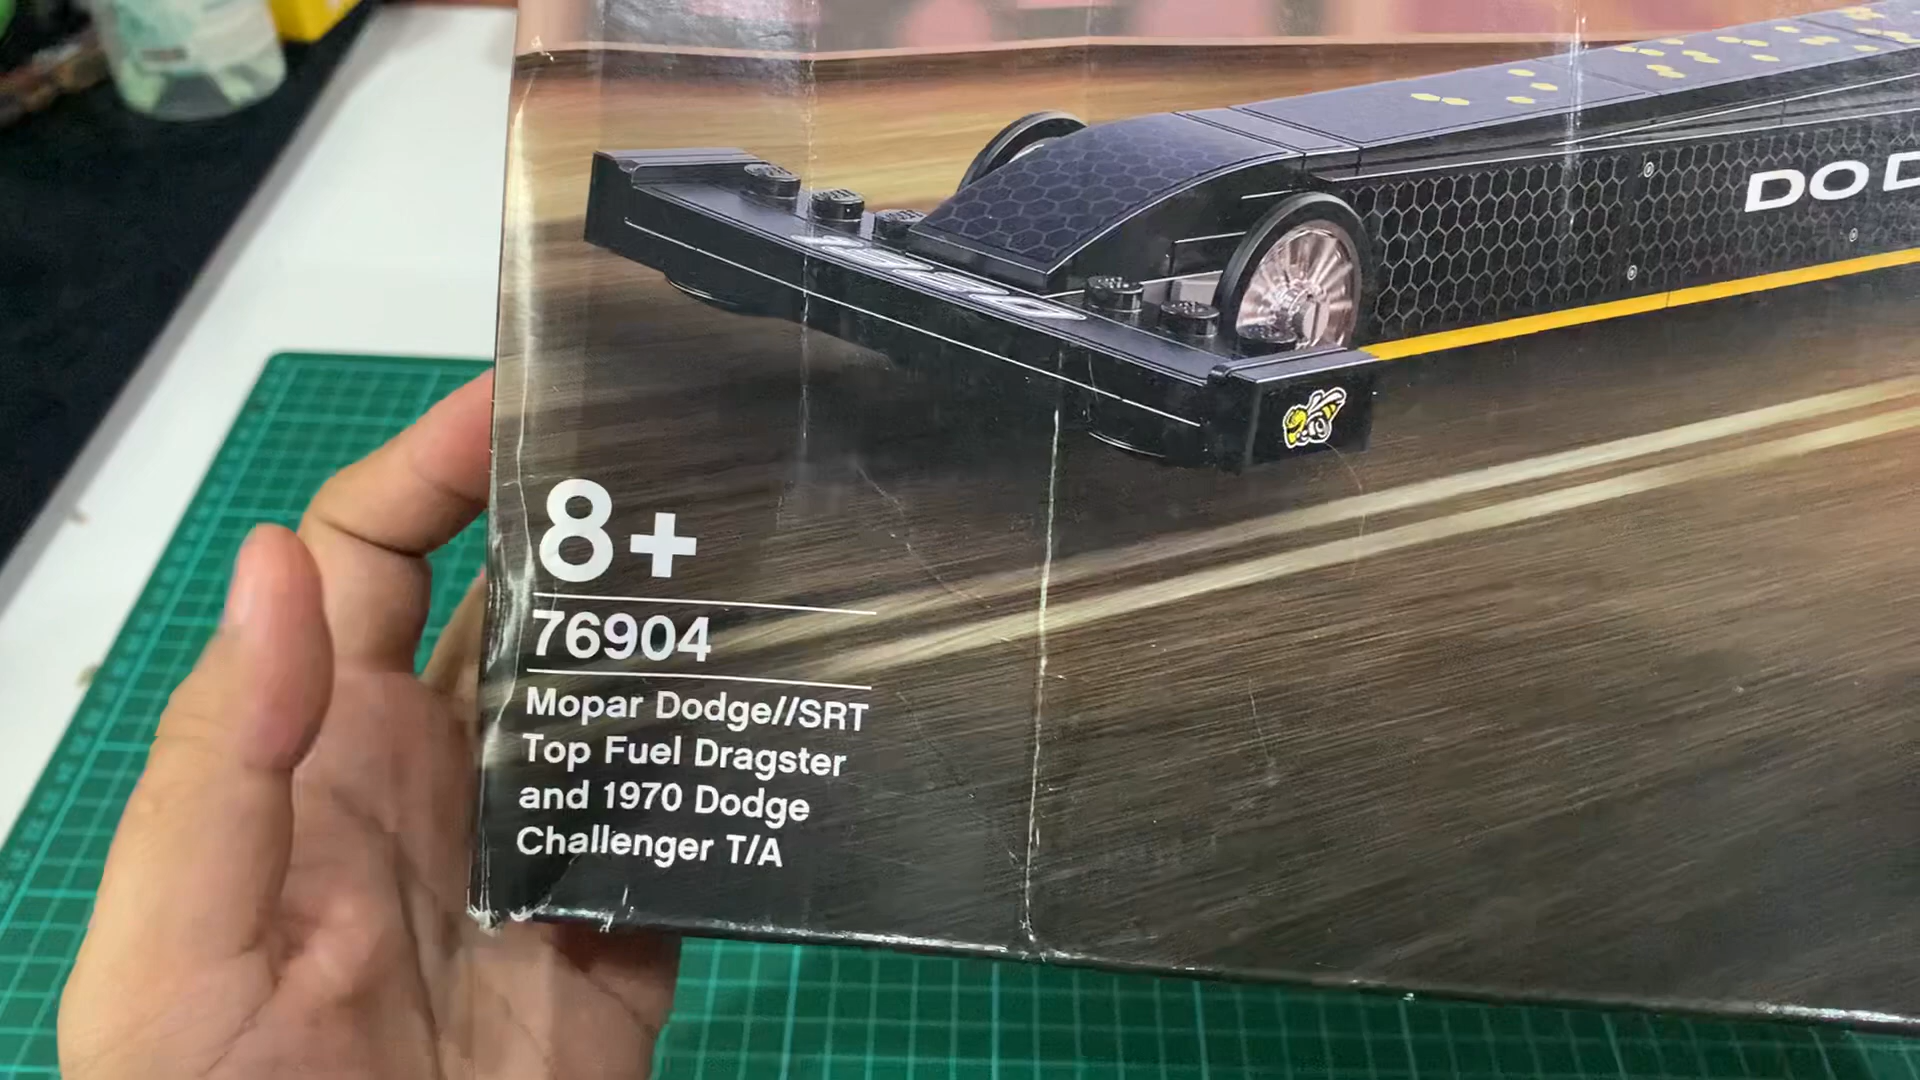 DOD
8+
76904
Mopar Dodge//SRT
Top Fuel Dragster
and 1970 Dodge
Challenger T/A